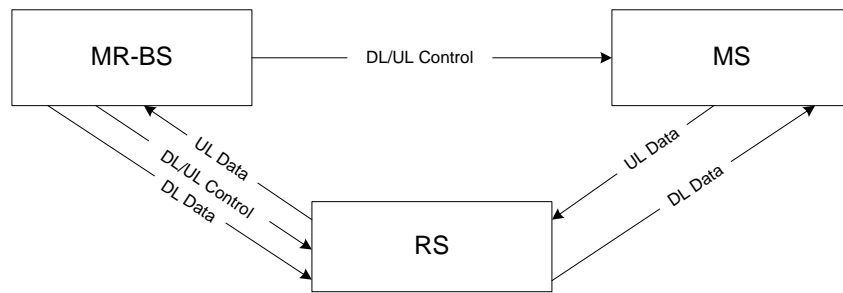 MR-BS
DL/UL Control
MS
UL Data
DL/UL Control
DL Data
UL Data
DL Data
RS